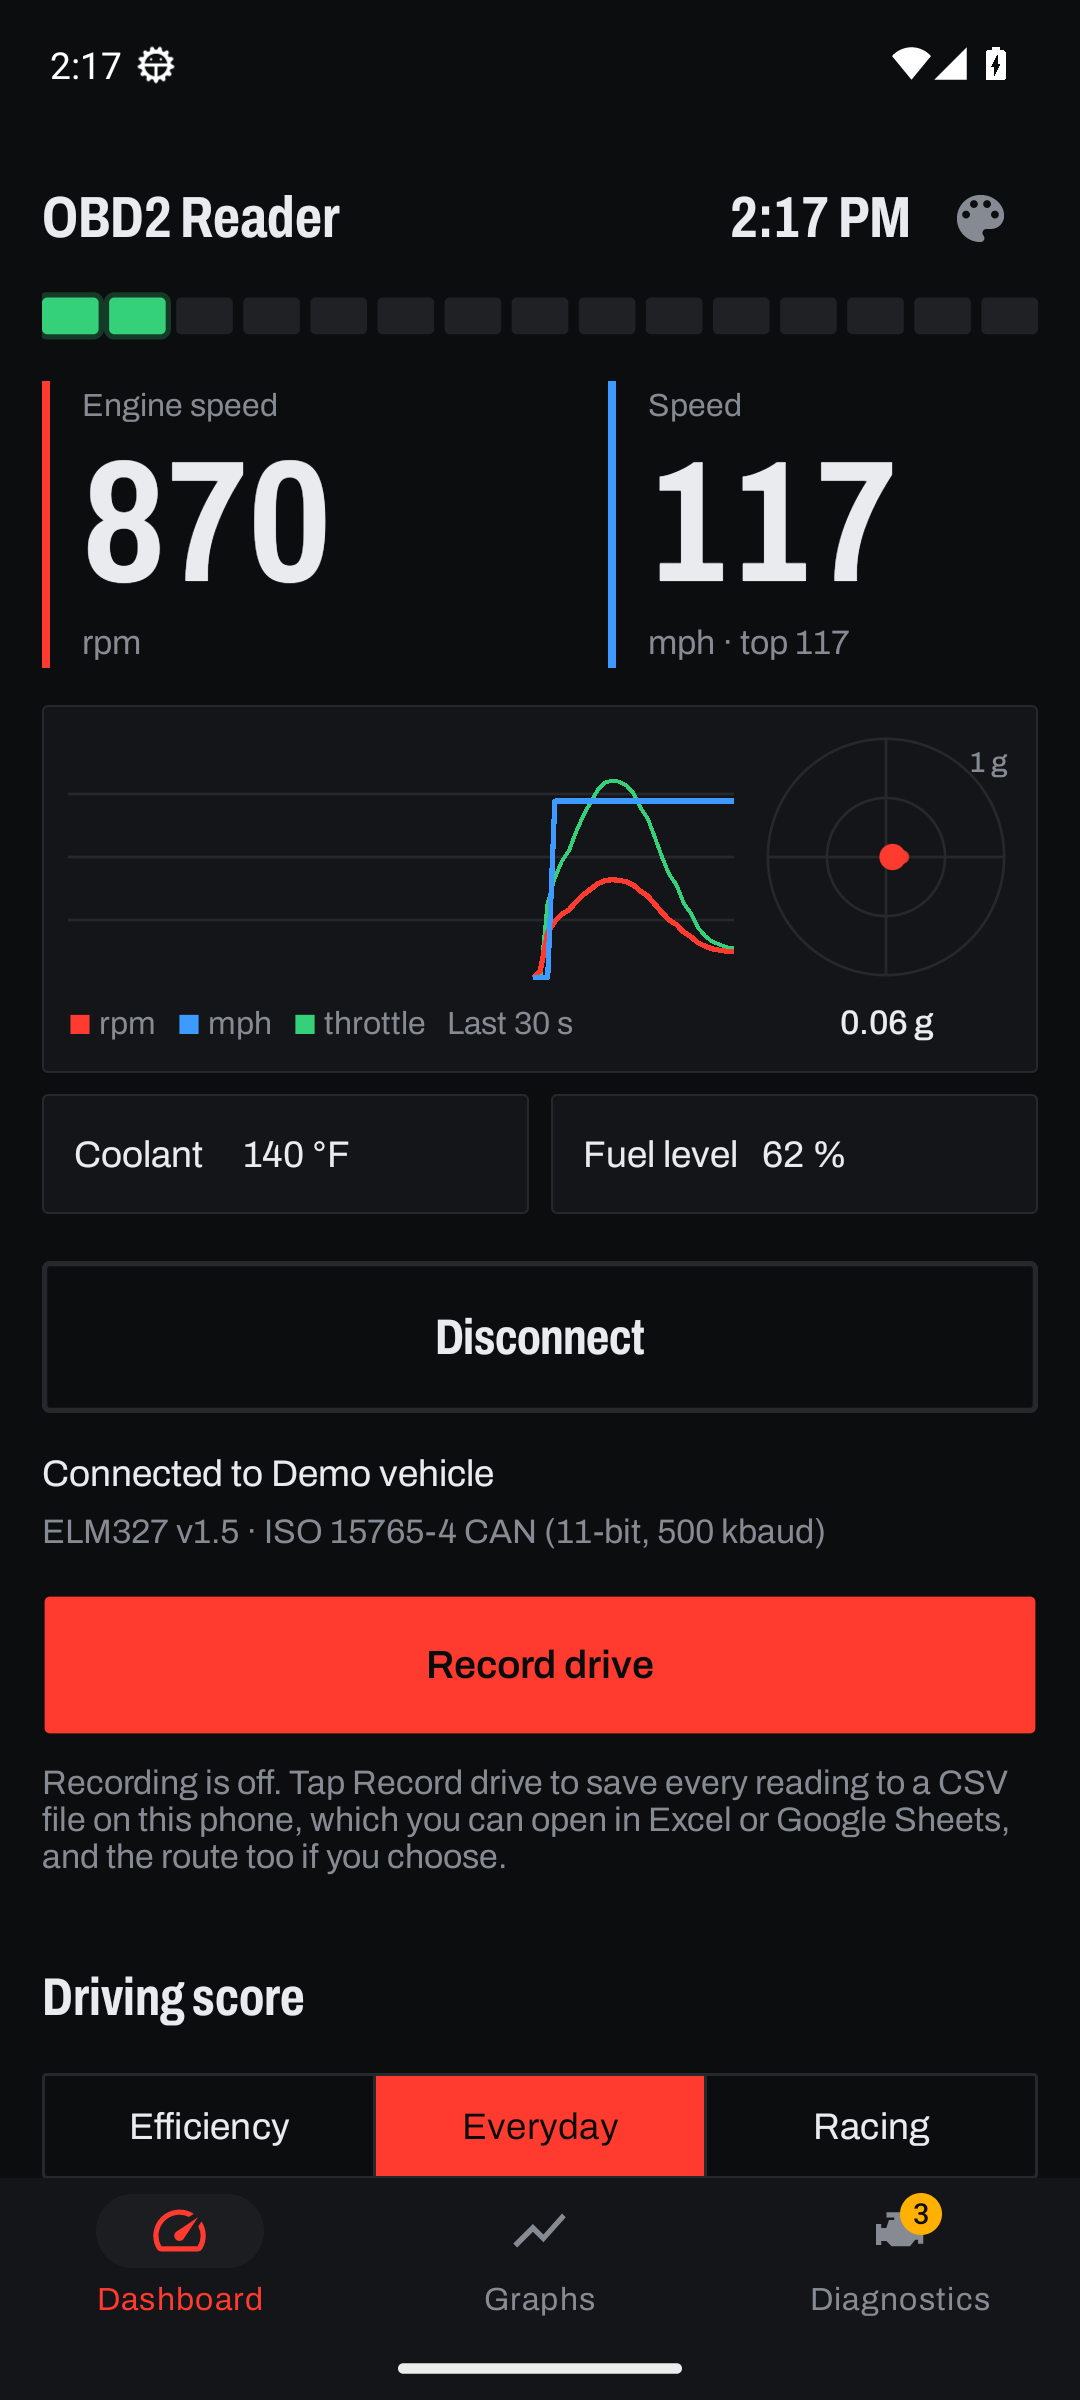 2:17
OBD2 Reader
2:17 PM
Engine speed
870
rpm
Speed
117
mph · top 117
1 g
rpm mph throttle Last 30 s
0.06 g
Coolant 140 °F
Fuel level 62 %
Disconnect
Connected to Demo vehicle
ELM327 v1.5 · ISO 15765-4 CAN (11-bit, 500 kbaud)
Record drive
Recording is off. Tap Record drive to save every reading to a CSV
file on this phone, which you can open in Excel or Google Sheets,
and the route too if you choose.
Driving score
Efficiency
Everyday
Racing
3
Dashboard
Graphs
Diagnostics